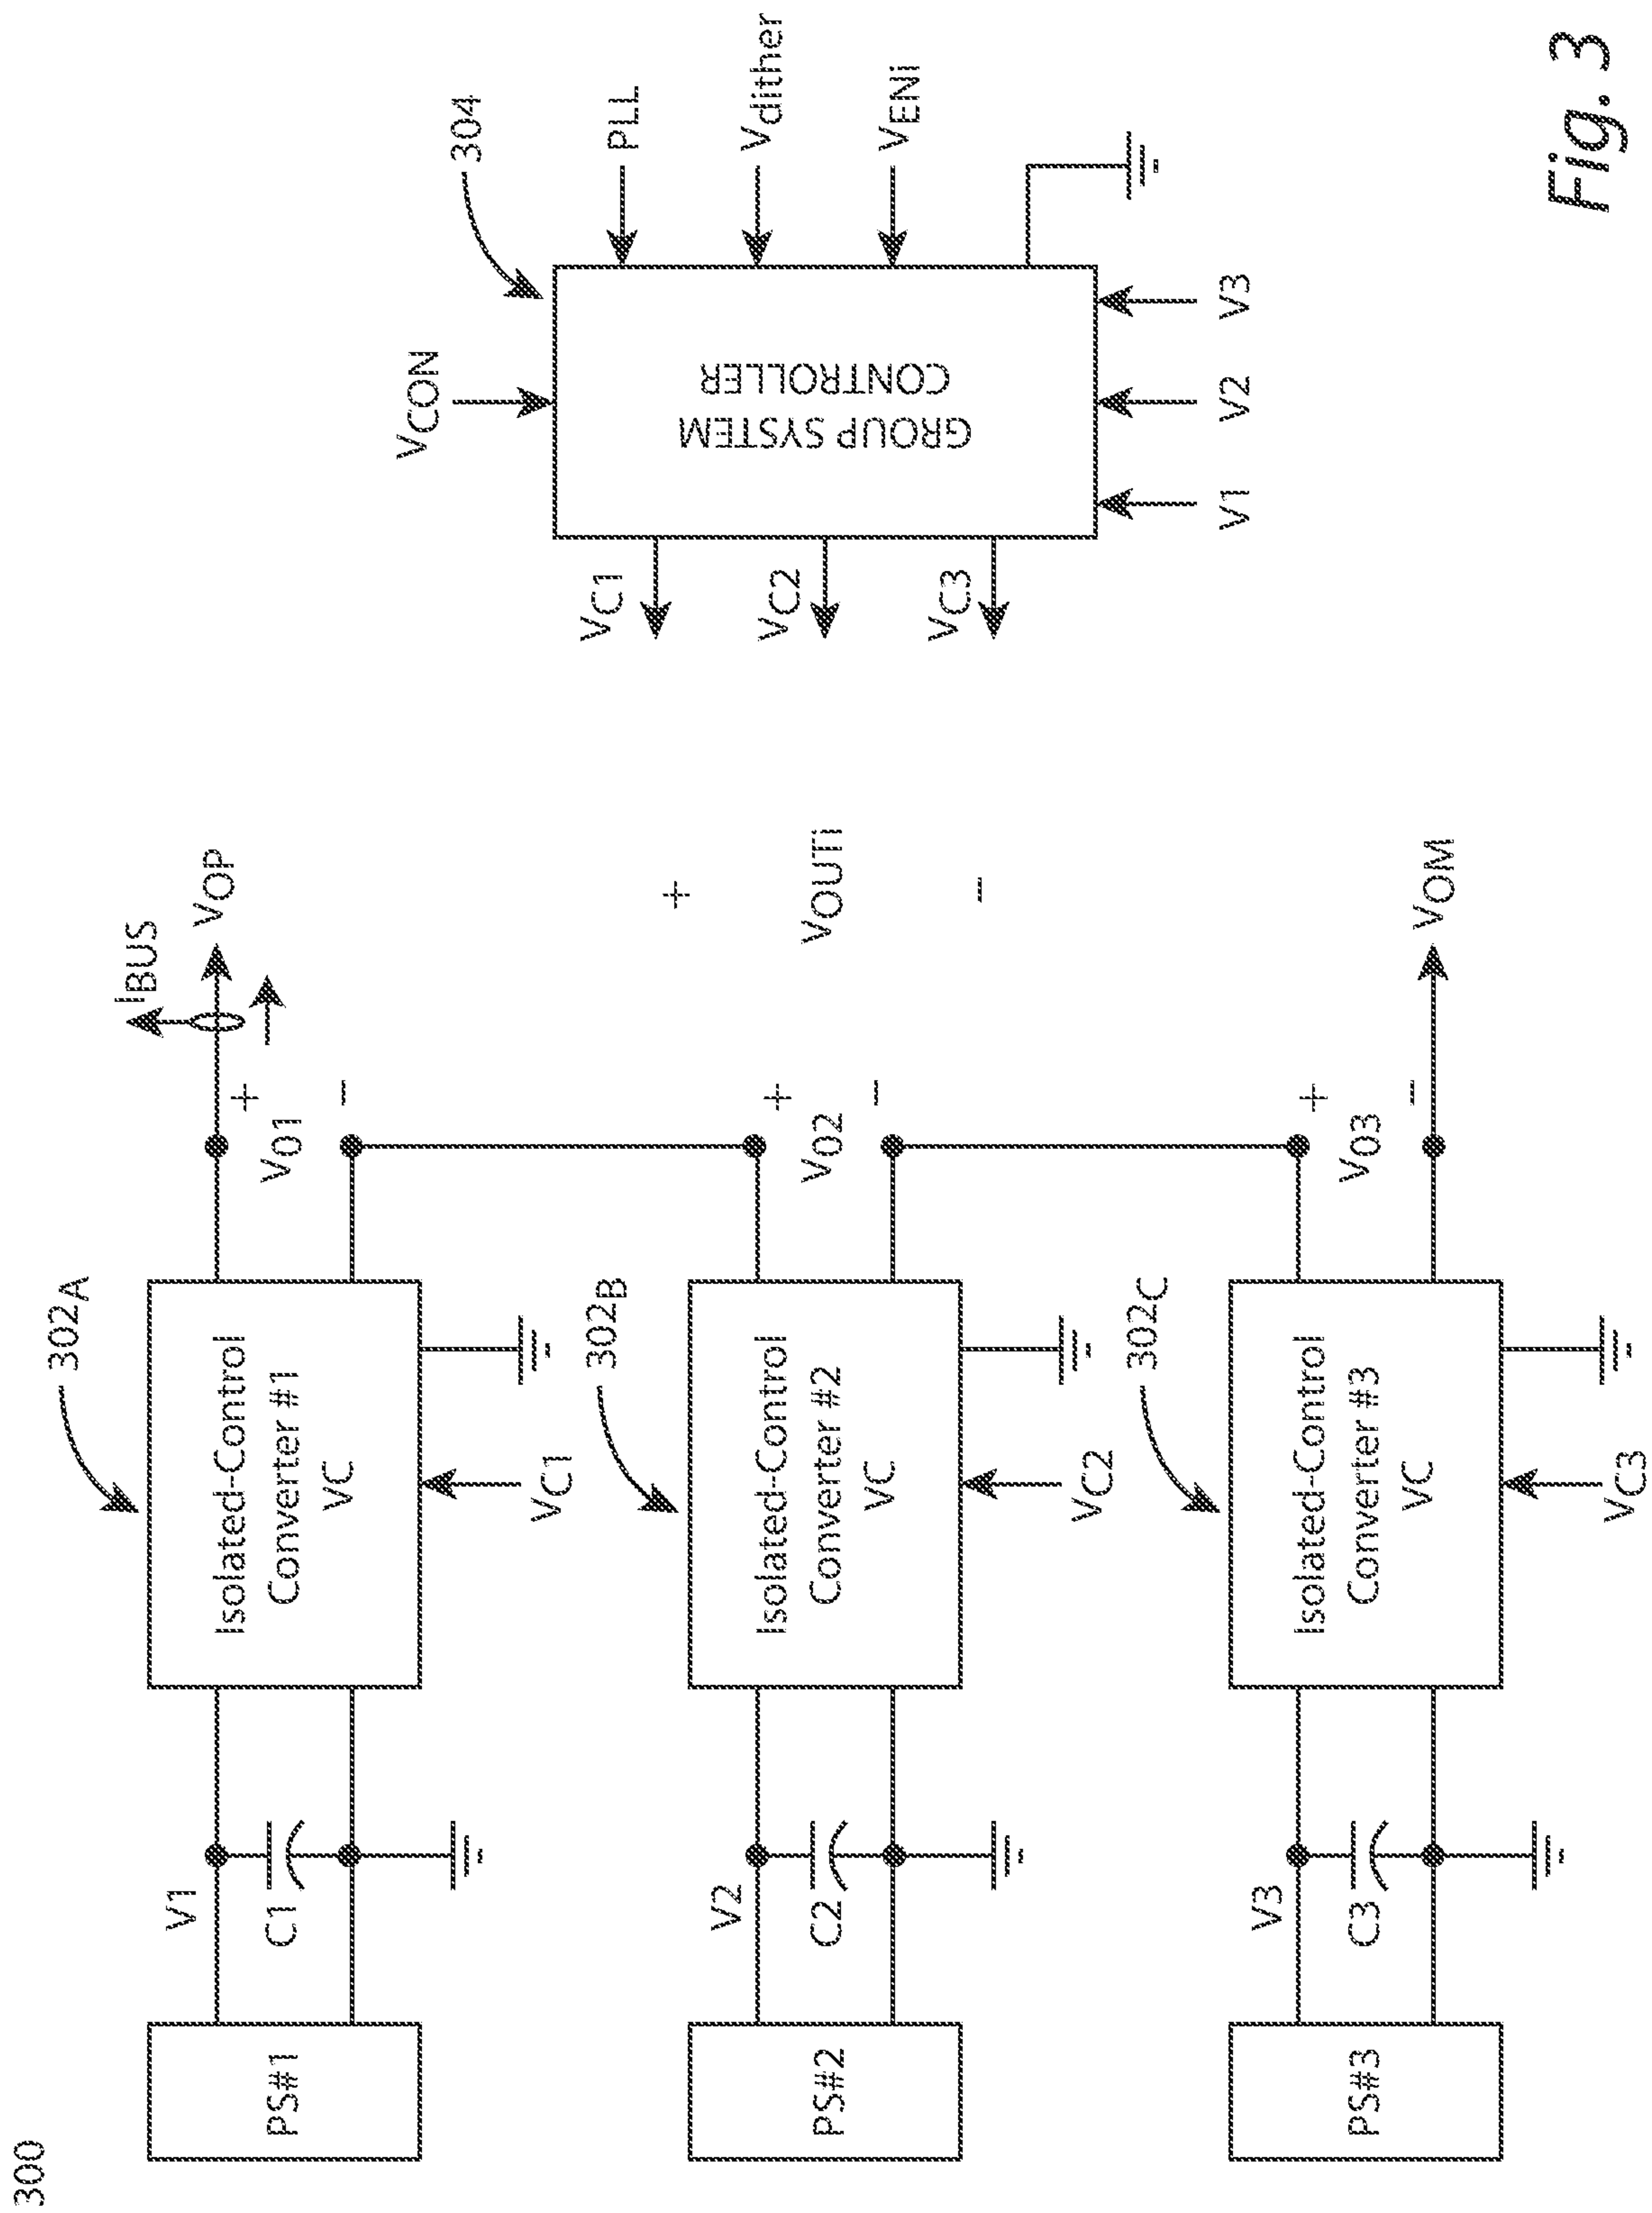 300
PS#1
V1
C1
302A
Isolated-Control
Converter #1
VC
VC1
IBUS
VOP
+
V01
−
PS#2
V2
C2
302B
Isolated-Control
Converter #2
VC
VC2
+
V02
−
+
VOUTi
−
PS#3
V3
C3
302C
Isolated-Control
Converter #3
VC
VC3
+
V03
−
VOM
304
VCON
GROUP SYSTEM
CONTROLLER
VC1
VC2
VC3
PLL
Vdither
VENi
V1
V2
V3
Fig. 3